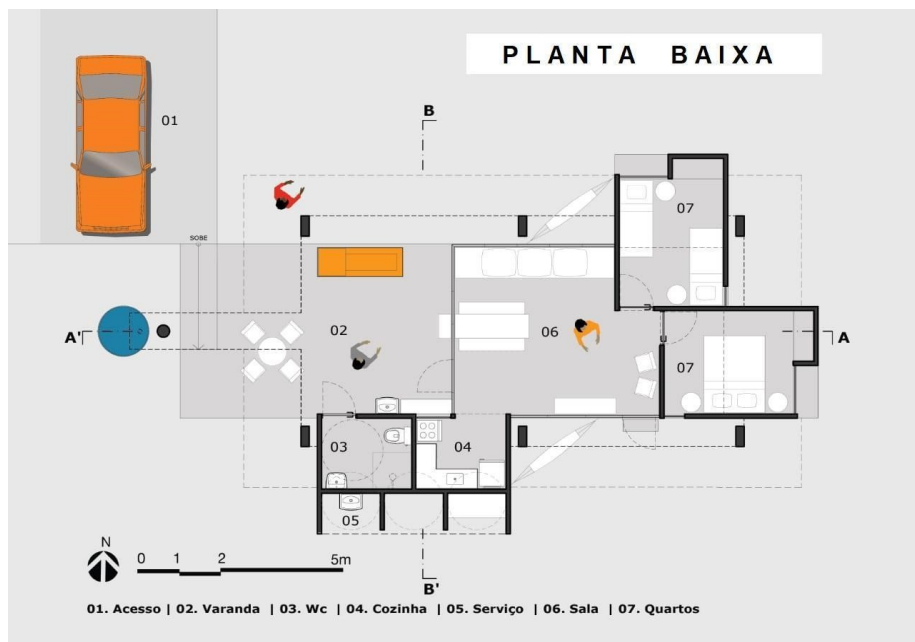 PLANTA BAIXA
01
B
07
SOBE
A'
02
06
A
07
03
04
05
N
0 1 2 5m
B'
01. Acesso | 02. Varanda | 03. Wc | 04. Cozinha | 05. Serviço | 06. Sala | 07. Quartos